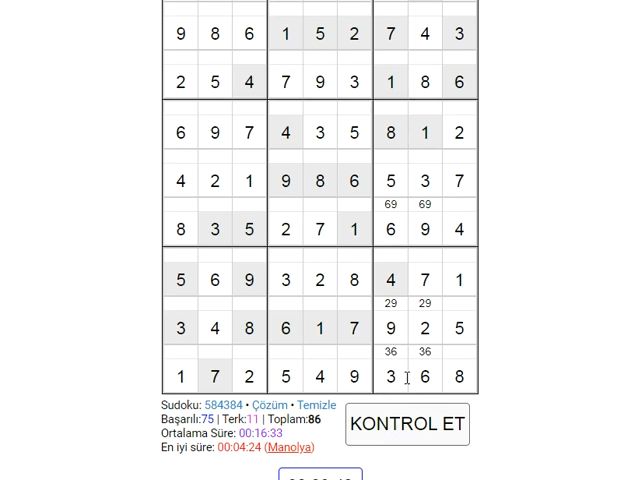 9 8 6 1 5 2 7 4 3
2 5 4 7 9 3 1 8 6
6 9 7 4 3 5 8 1 2
4 2 1 9 8 6 5 3 7
69 69
8 3 5 2 7 1 6 9 4
5 6 9 3 2 8 4 7 1
29 29
3 4 8 6 1 7 9 2 5
36 36
1 7 2 5 4 9 3 6 8
Sudoku: 584384 • Çözüm • Temizle
Başarılı:75 | Terk:11 | Toplam:86
Ortalama Süre: 00:16:33
En iyi süre: 00:04:24 (Manolya)
KONTROL ET